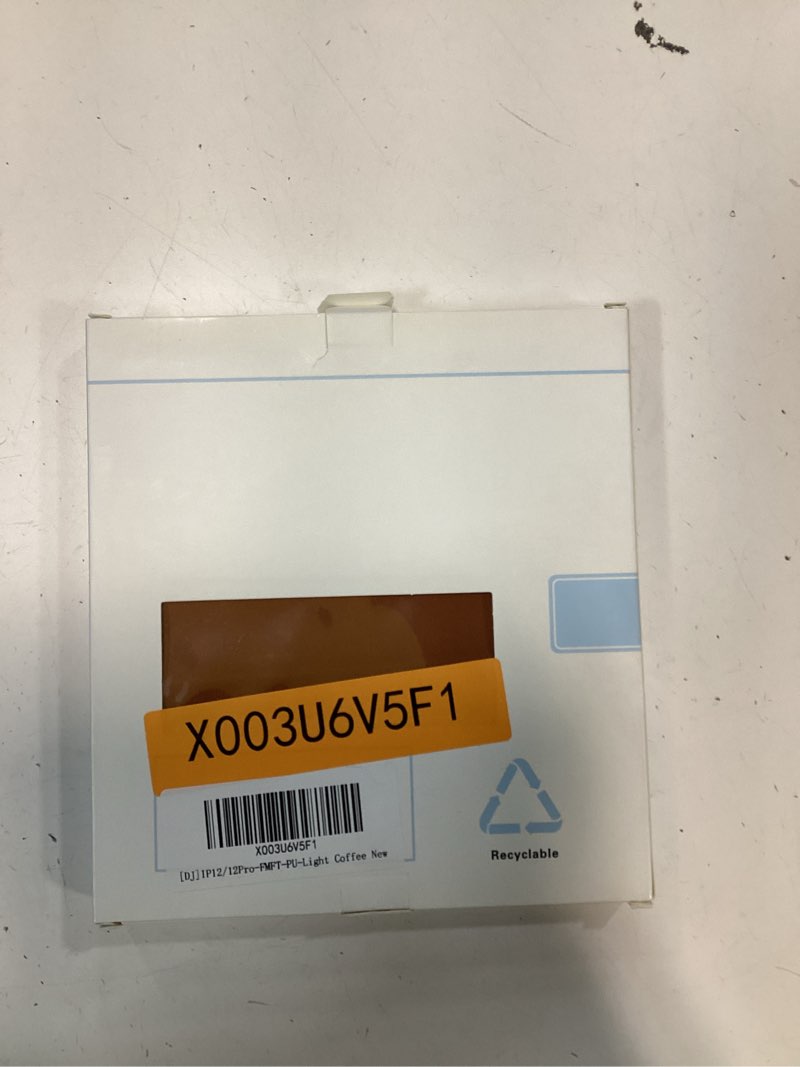 X003U6V5F1
X003U6V5F1
[DJ]IP12/12Pro-FMFT-PU-Light Coffee New
Recyclable